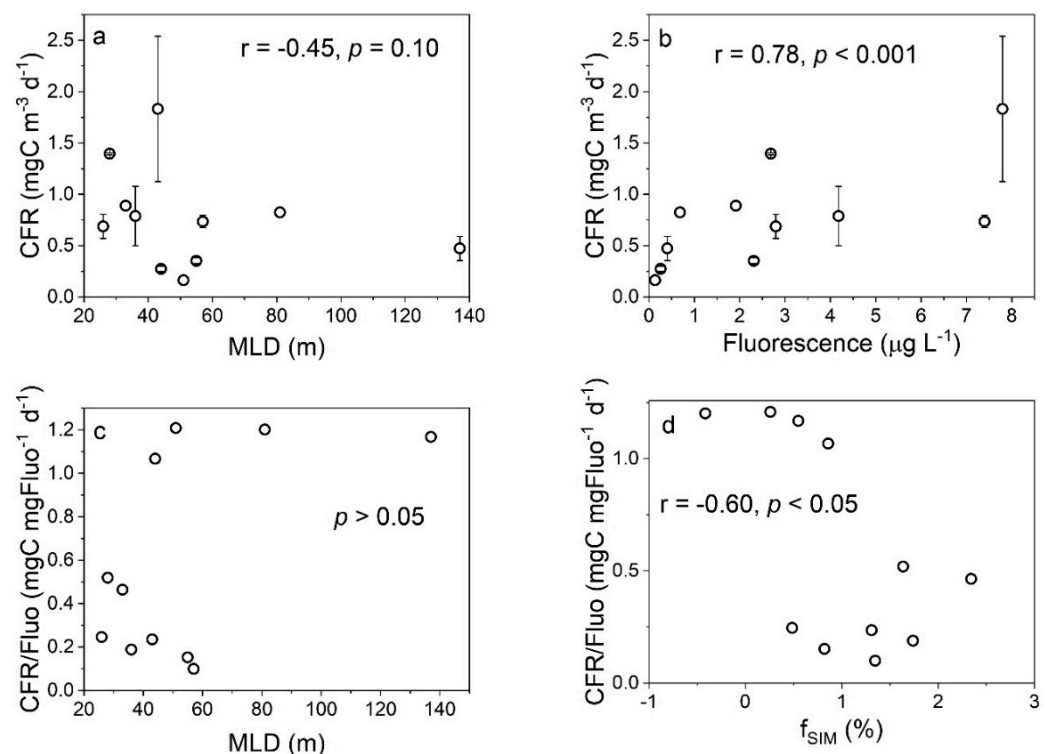 a
r = -0.45, p = 0.10
CFR (mgC m⁻³ d⁻¹)
2.5
2.0
1.5
1.0
0.5
0.0
20 40 60 80 100 120 140
MLD (m)
b
r = 0.78, p < 0.001
CFR (mgC m⁻³ d⁻¹)
2.5
2.0
1.5
1.0
0.5
0.0
0 1 2 3 4 5 6 7 8
Fluorescence (μg L⁻¹)
c
p > 0.05
CFR/Fluo (mgC mgFluo⁻¹ d⁻¹)
1.2
1.0
0.8
0.6
0.4
0.2
0.0
20 40 60 80 100 120 140
MLD (m)
d
r = -0.60, p < 0.05
CFR/Fluo (mgC mgFluo⁻¹ d⁻¹)
1.0
0.5
0.0
-1 0 1 2 3
fSIM (%)